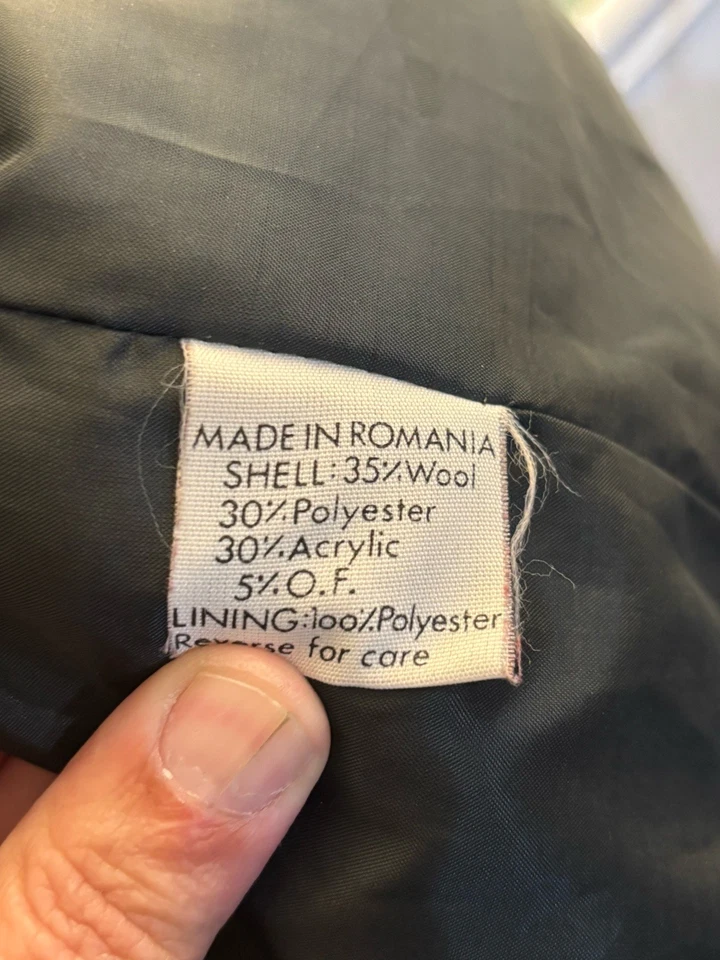 MADE IN ROMANIA
SHELL: 35% Wool
30% Polyester
30% Acrylic
5% O.F.
LINING: 100% Polyester
Reverse for care